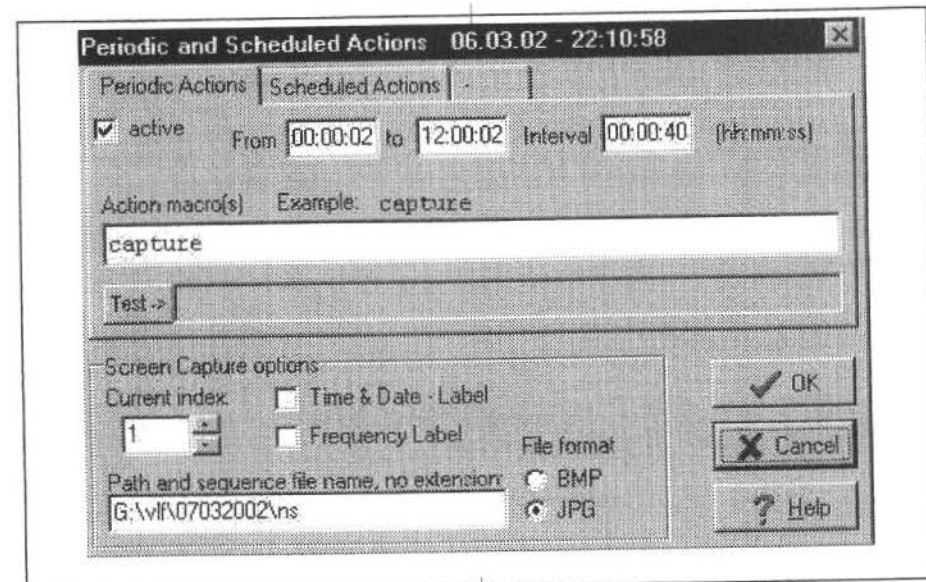 Periodic and Scheduled Actions 06.03.02 - 22:10:58
Periodic Actions Scheduled Actions -
active From 00:00:02 to 12:00:02 Interval 00:00:40 (hh:mm:ss)
Action macro(s) Example: capture
capture
Test ->
Screen Capture options
Current index:
Time & Date - Label
1
Frequency Label
File format
Path and sequence file name, no extension:
BMP
G:\vlf\07032002\ns
JPG
OK
Cancel
Help